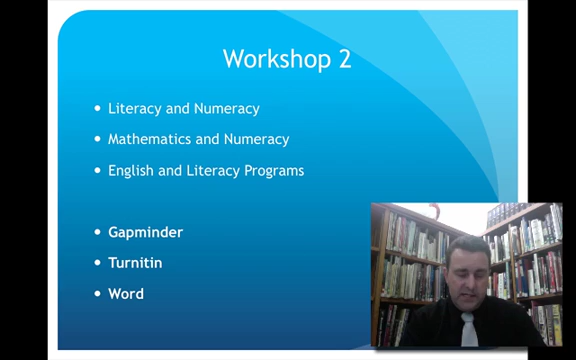 Workshop 2
Literacy and Numeracy
Mathematics and Numeracy
English and Literacy Programs
Gapminder
Turnitin
Word